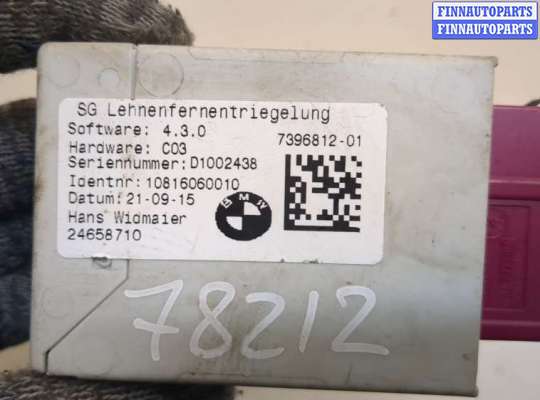 FINNAUTOPARTS
FINNAUTOPARTS
SG Lehnenfernentriegelung
Software: 4.3.0
Hardware: C03
7396812-01
Seriennummer:D1002438
Identnr:10816060010
Datum:21-09-15
Hans Widmaier
24658710
BMW
78212